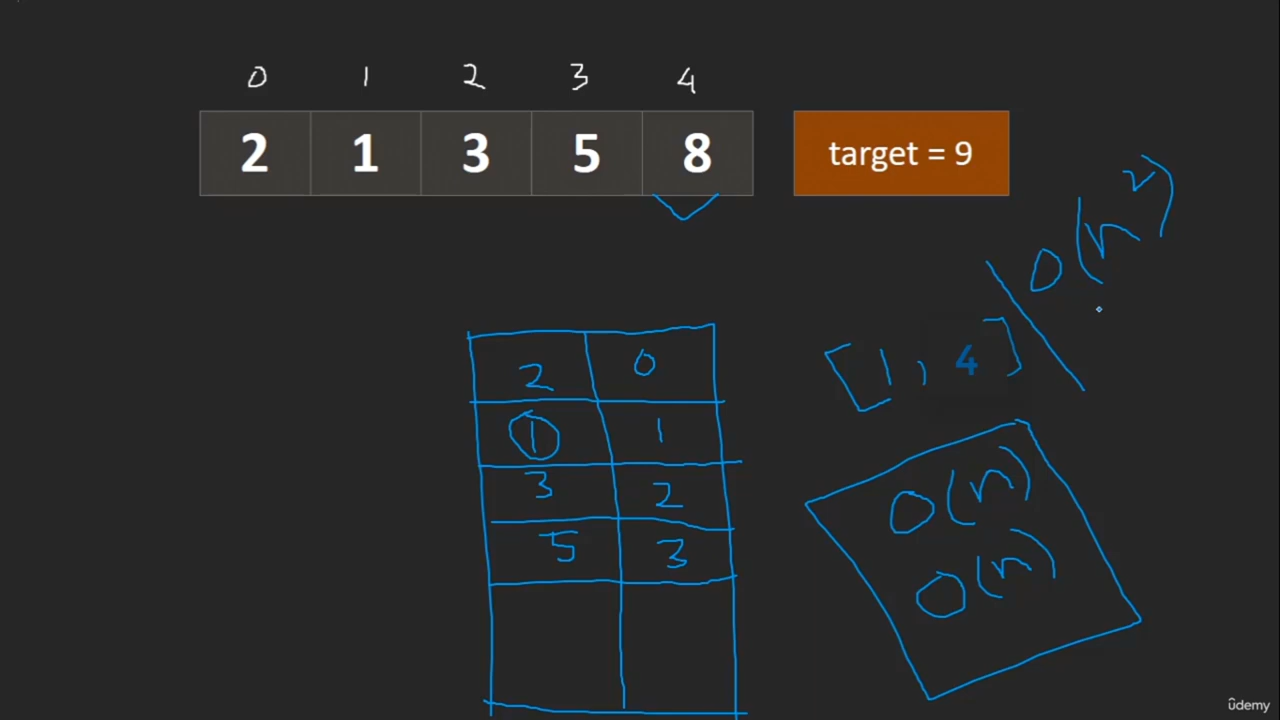 0 1 2 3 4
2 1 3 5 8 target = 9
O(n²)
2 0
[1, 4]
1 1
3 2
O(n)
5 3
O(n)
ûdemy